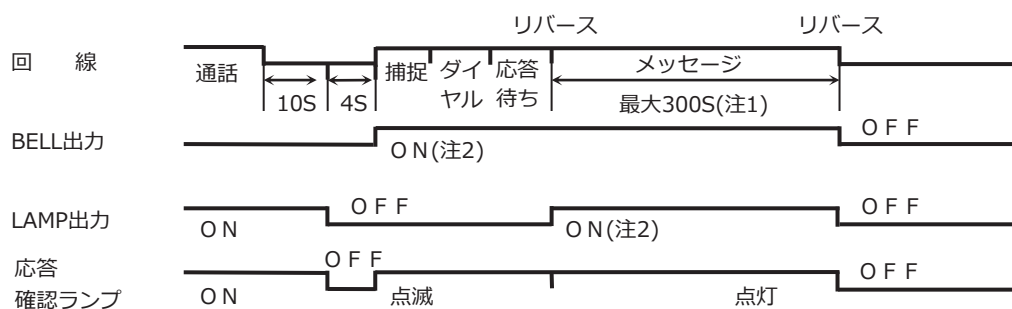 リバース リバース
回 線
通話 捕捉 ダイヤル 応答待ち メッセージ
10S 4S 最大300S(注1)
BELL出力
ON(注2) OFF
LAMP出力
ON OFF ON(注2) OFF
応答
確認ランプ
ON OFF 点滅 点灯 OFF